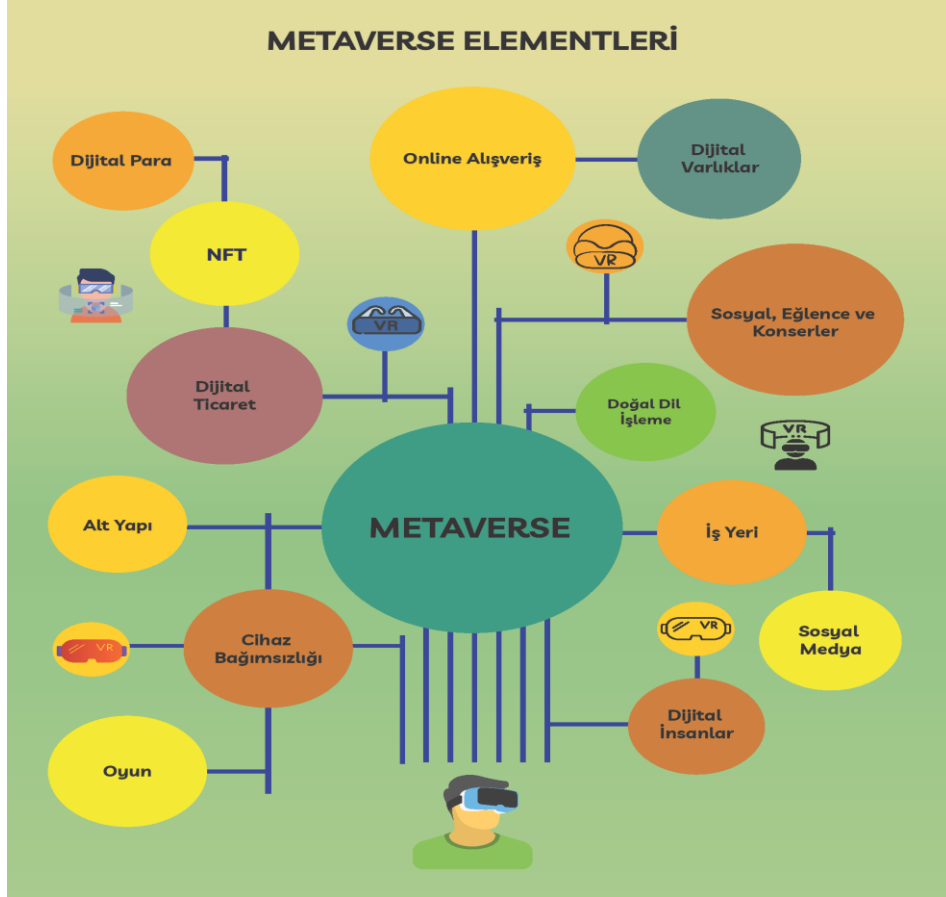 METAVERSE ELEMENTLERİ
Dijital Para
Online Alışveriş
Dijital
Varlıklar
NFT
VR
Sosyal, Eğlence ve
Konserler
VR
Dijital
Ticaret
Doğal Dil
İşleme
VR
Alt Yapı
METAVERSE
İş Yeri
VR
Cihaz
Bağımsızlığı
VR
Sosyal
Medya
Dijital
İnsanlar
Oyun